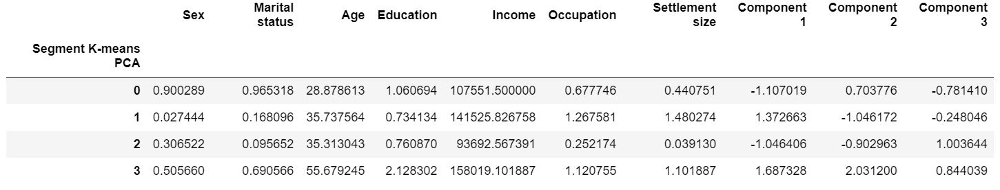 Sex Marital status Age Education Income Occupation Settlement size Component 1 Component 2 Component 3
Segment K-means PCA
0 0.900289 0.965318 28.878613 1.060694 107551.500000 0.677746 0.440751 -1.107019 0.703776 -0.781410
1 0.027444 0.168096 35.737564 0.734134 141525.826758 1.267581 1.480274 1.372663 -1.046172 -0.248046
2 0.306522 0.095652 35.313043 0.760870 93692.567391 0.252174 0.039130 -1.046406 -0.902963 1.003644
3 0.505660 0.690566 55.679245 2.128302 158019.101887 1.120755 1.101887 1.687328 2.031200 0.844039